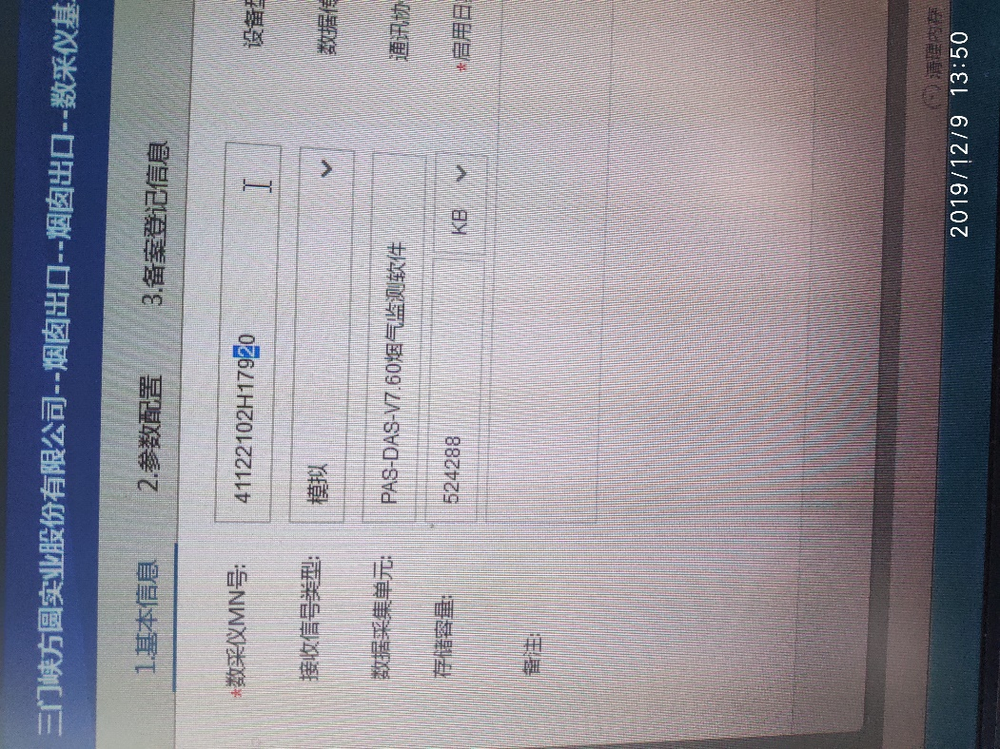 三门峡方圆实业股份有限公司--烟囱出口--烟囱出口--数采仪基
1.基本信息 2.参数配置 3.备案登记信息
*数采仪MN号: 41122102H17920 设备型
接收信号类型: 模拟 数据传
数据采集单元: PAS-DAS-V7.60烟气监测软件 通讯协
存储容量: 524288 KB *启用日
备注:
清理内存
2019/12/9 13:50